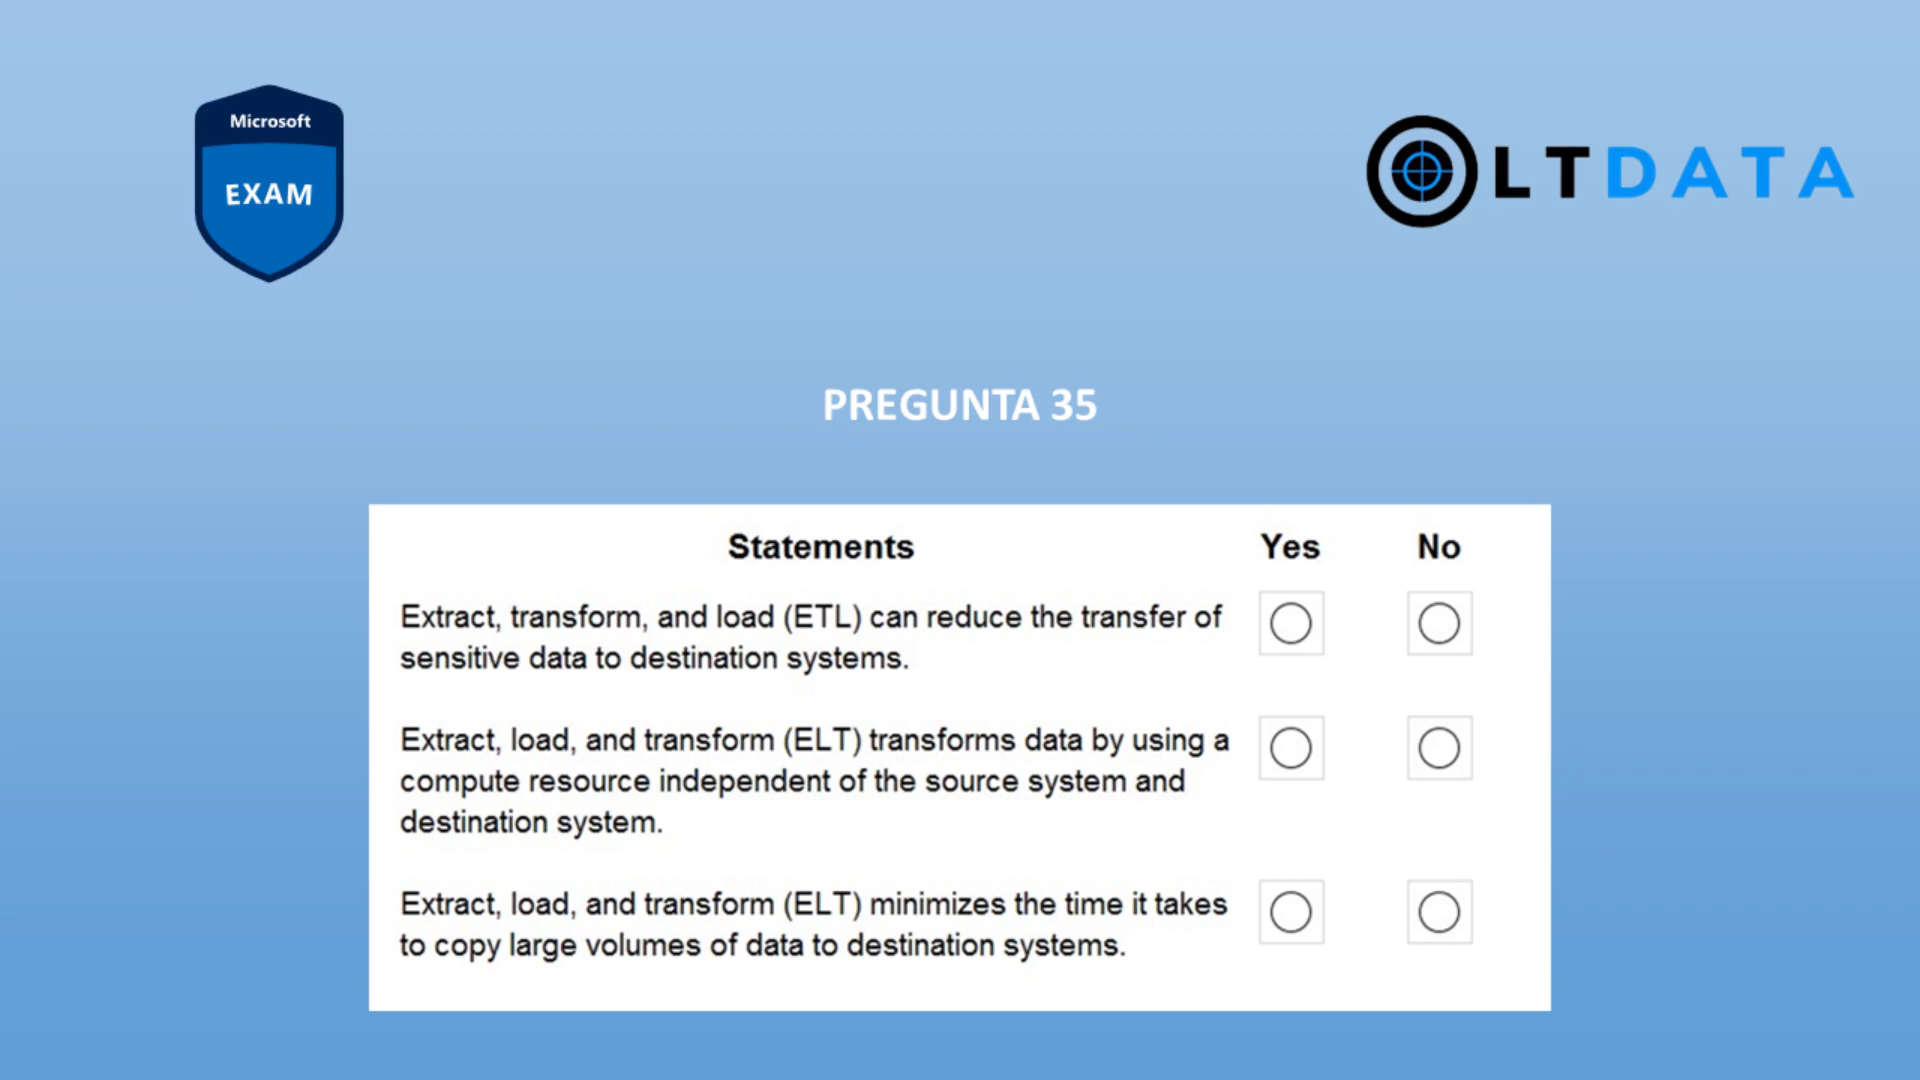 Microsoft
EXAM
OLTDATA
PREGUNTA 35
Statements Yes No
Extract, transform, and load (ETL) can reduce the transfer of
sensitive data to destination systems.
Extract, load, and transform (ELT) transforms data by using a
compute resource independent of the source system and
destination system.
Extract, load, and transform (ELT) minimizes the time it takes
to copy large volumes of data to destination systems.